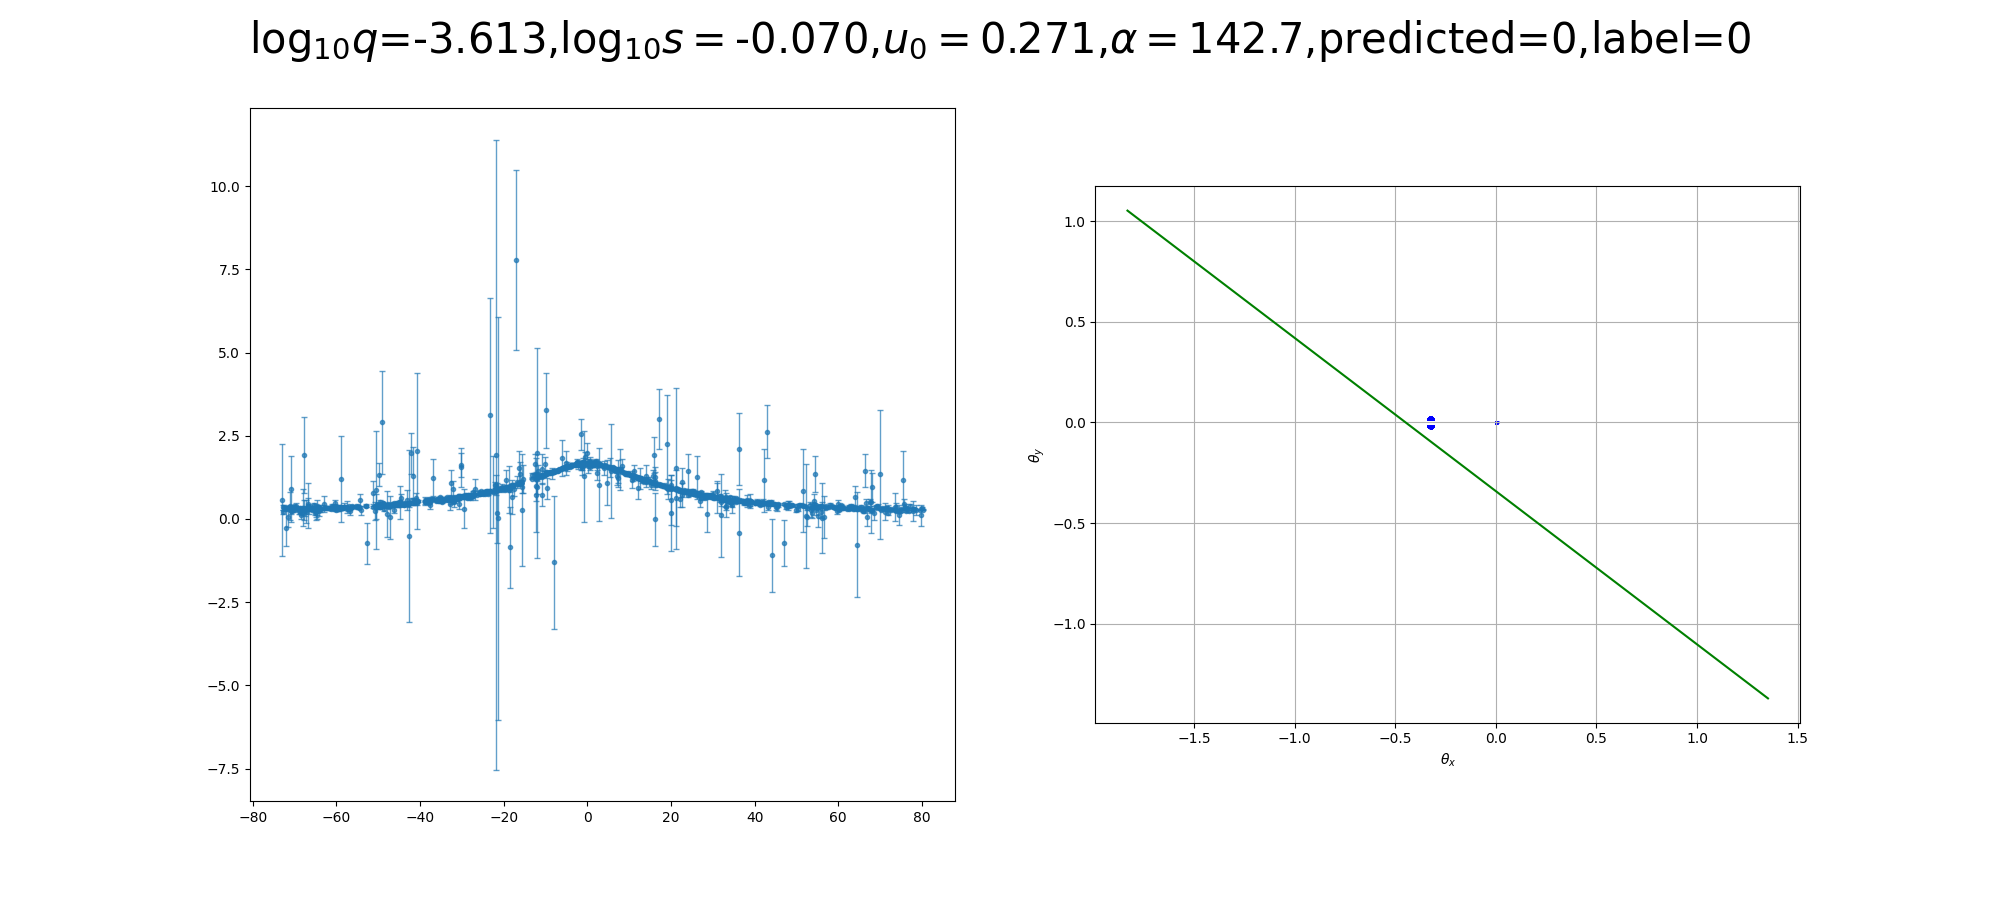 log₁₀q=-3.613,log₁₀s = -0.070,u₀ = 0.271,α = 142.7,predicted=0,label=0
10.0
7.5
5.0
2.5
0.0
−2.5
−5.0
−7.5
−80 −60 −40 −20 0 20 40 60 80
1.0
0.5
0.0
−0.5
−1.0
θy
−1.5 −1.0 −0.5 0.0 0.5 1.0 1.5
θx